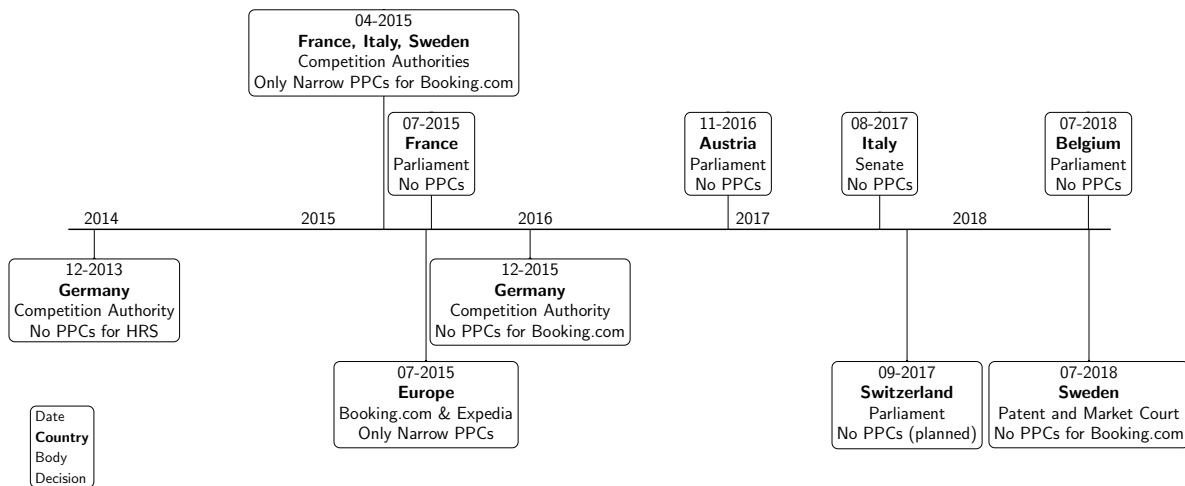 04-2015
France, Italy, Sweden
Competition Authorities
Only Narrow PPCs for Booking.com
07-2015
France
Parliament
No PPCs
11-2016
Austria
Parliament
No PPCs
08-2017
Italy
Senate
No PPCs
07-2018
Belgium
Parliament
No PPCs
2014
2015
2016
2017
2018
12-2013
Germany
Competition Authority
No PPCs for HRS
12-2015
Germany
Competition Authority
No PPCs for Booking.com
07-2015
Europe
Booking.com & Expedia
Only Narrow PPCs
09-2017
Switzerland
Parliament
No PPCs (planned)
07-2018
Sweden
Patent and Market Court
No PPCs for Booking.com
Date
Country
Body
Decision